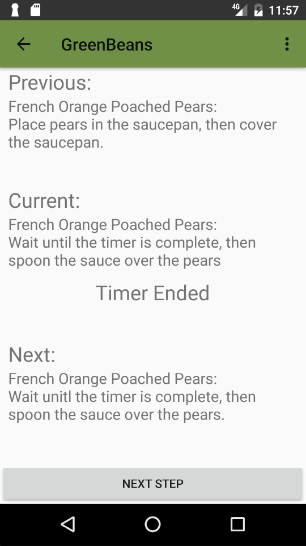 4G 11:57
GreenBeans
Previous:
French Orange Poached Pears:
Place pears in the saucepan, then cover
the saucepan.
Current:
French Orange Poached Pears:
Wait until the timer is complete, then
spoon the sauce over the pears
Timer Ended
Next:
French Orange Poached Pears:
Wait unitl the timer is complete, then
spoon the sauce over the pears.
NEXT STEP